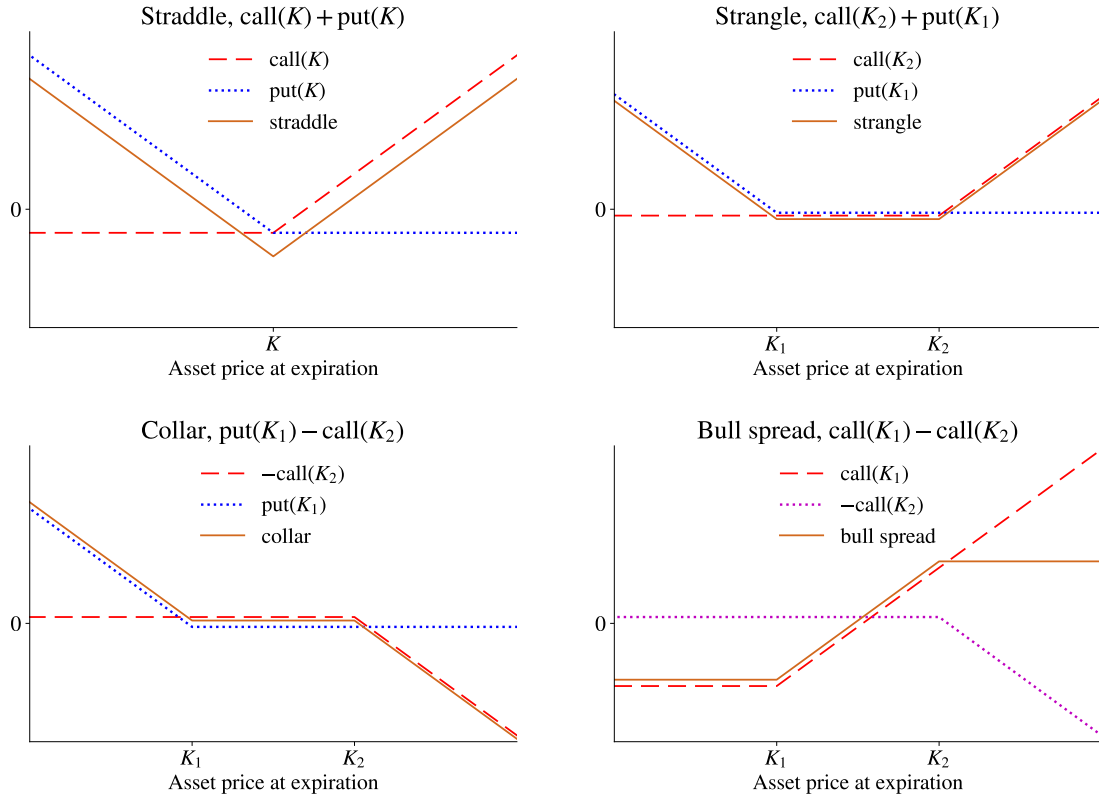 Straddle, call(K) + put(K)
call(K)
put(K)
straddle
0
K
Asset price at expiration
Strangle, call(K₂) + put(K₁)
call(K₂)
put(K₁)
strangle
0
K₁ K₂
Asset price at expiration
Collar, put(K₁) − call(K₂)
−call(K₂)
put(K₁)
collar
0
K₁ K₂
Asset price at expiration
Bull spread, call(K₁) − call(K₂)
call(K₁)
−call(K₂)
bull spread
0
K₁ K₂
Asset price at expiration